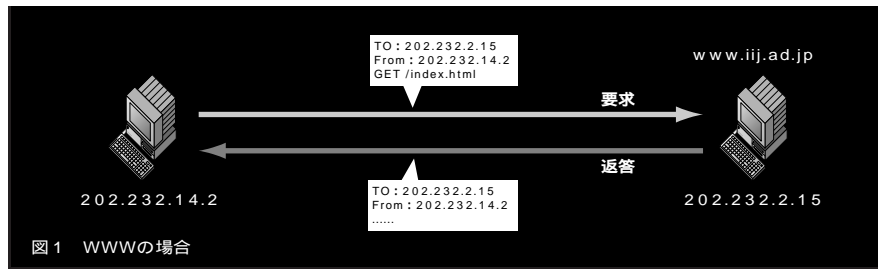 TO：202.232.2.15
From：202.232.14.2
GET /index.html
www.iij.ad.jp
要求
返答
202.232.14.2
TO：202.232.2.15
From：202.232.14.2
......
202.232.2.15
図1　WWWの場合